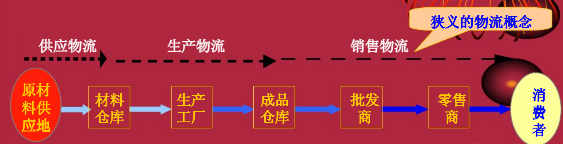 狭义的物流概念
供应物流
生产物流
销售物流
原材
料供
应地
材料
仓库
生产
工厂
成品
仓库
批发
商
零售
商
消
费
者